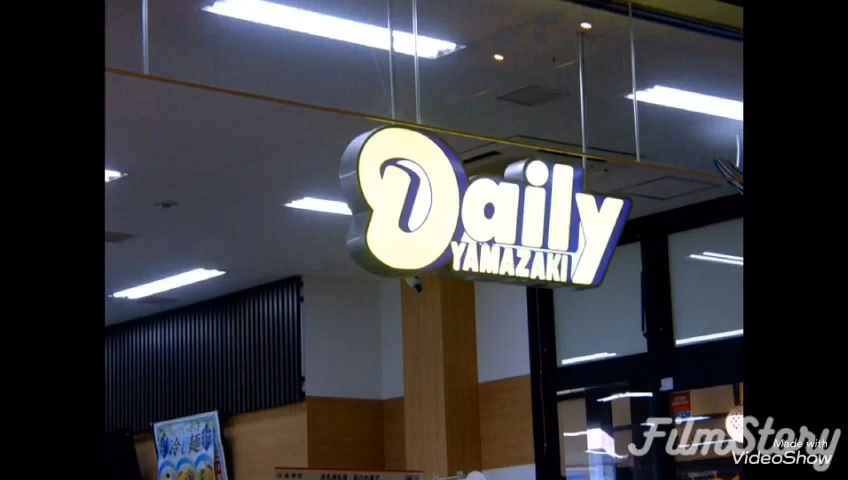 Daily
YAMAZAKI
冷し麺
FilmStory
Made with
VideoShow